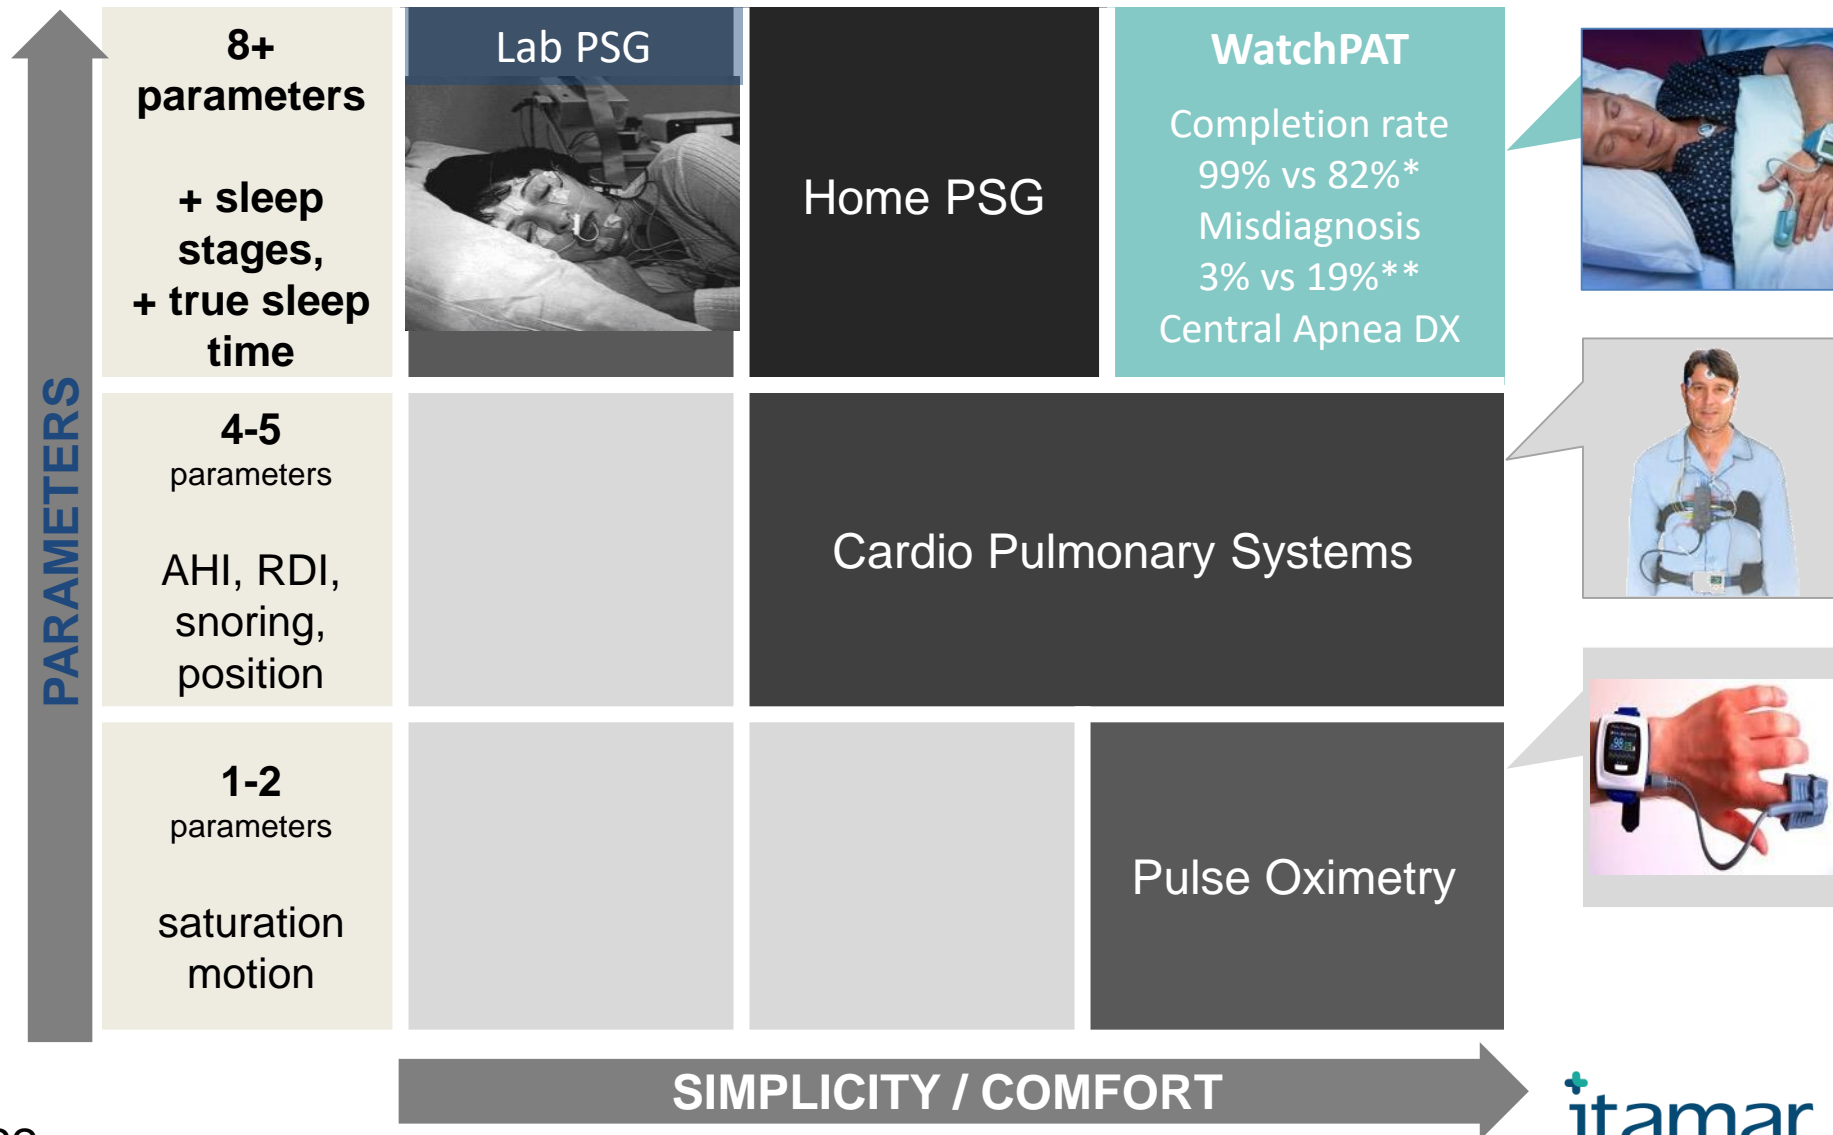 8+
parameters
+ sleep
stages,
+ true sleep
time
Lab PSG
Home PSG
WatchPAT
Completion rate
99% vs 82%*
Misdiagnosis
3% vs 19%**
Central Apnea DX
PARAMETERS
4-5
parameters
AHI, RDI,
snoring,
position
Cardio Pulmonary Systems
1-2
parameters
saturation
motion
Pulse Oximetry
98
SIMPLICITY / COMFORT
itamar